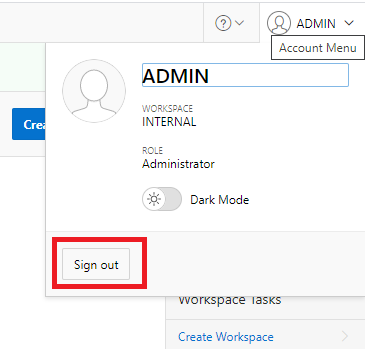 ADMIN
Account Menu
ADMIN
WORKSPACE
INTERNAL
Crea
ROLE
Administrator
Dark Mode
Sign out
Workspace Tasks
Create Workspace